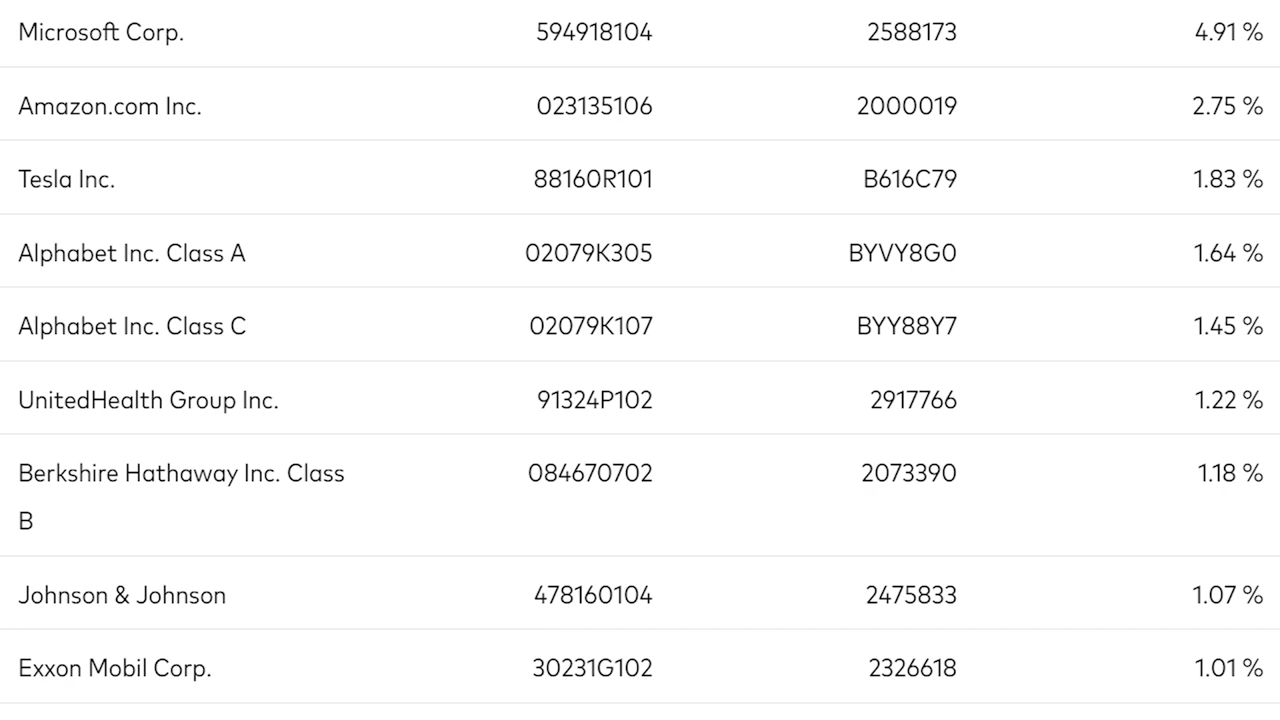 Microsoft Corp. 594918104 2588173 4.91 %
Amazon.com Inc. 023135106 2000019 2.75 %
Tesla Inc. 88160R101 B616C79 1.83 %
Alphabet Inc. Class A 02079K305 BYVY8G0 1.64 %
Alphabet Inc. Class C 02079K107 BYY88Y7 1.45 %
UnitedHealth Group Inc. 91324P102 2917766 1.22 %
Berkshire Hathaway Inc. Class 084670702 2073390 1.18 %
B
Johnson & Johnson 478160104 2475833 1.07 %
Exxon Mobil Corp. 30231G102 2326618 1.01 %